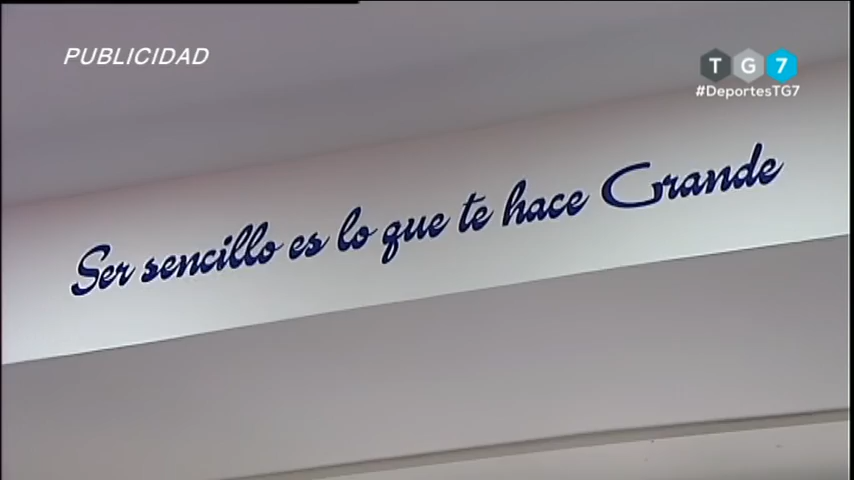 PUBLICIDAD
TG7
#DeportesTG7
Ser sencillo es lo que te hace Grande